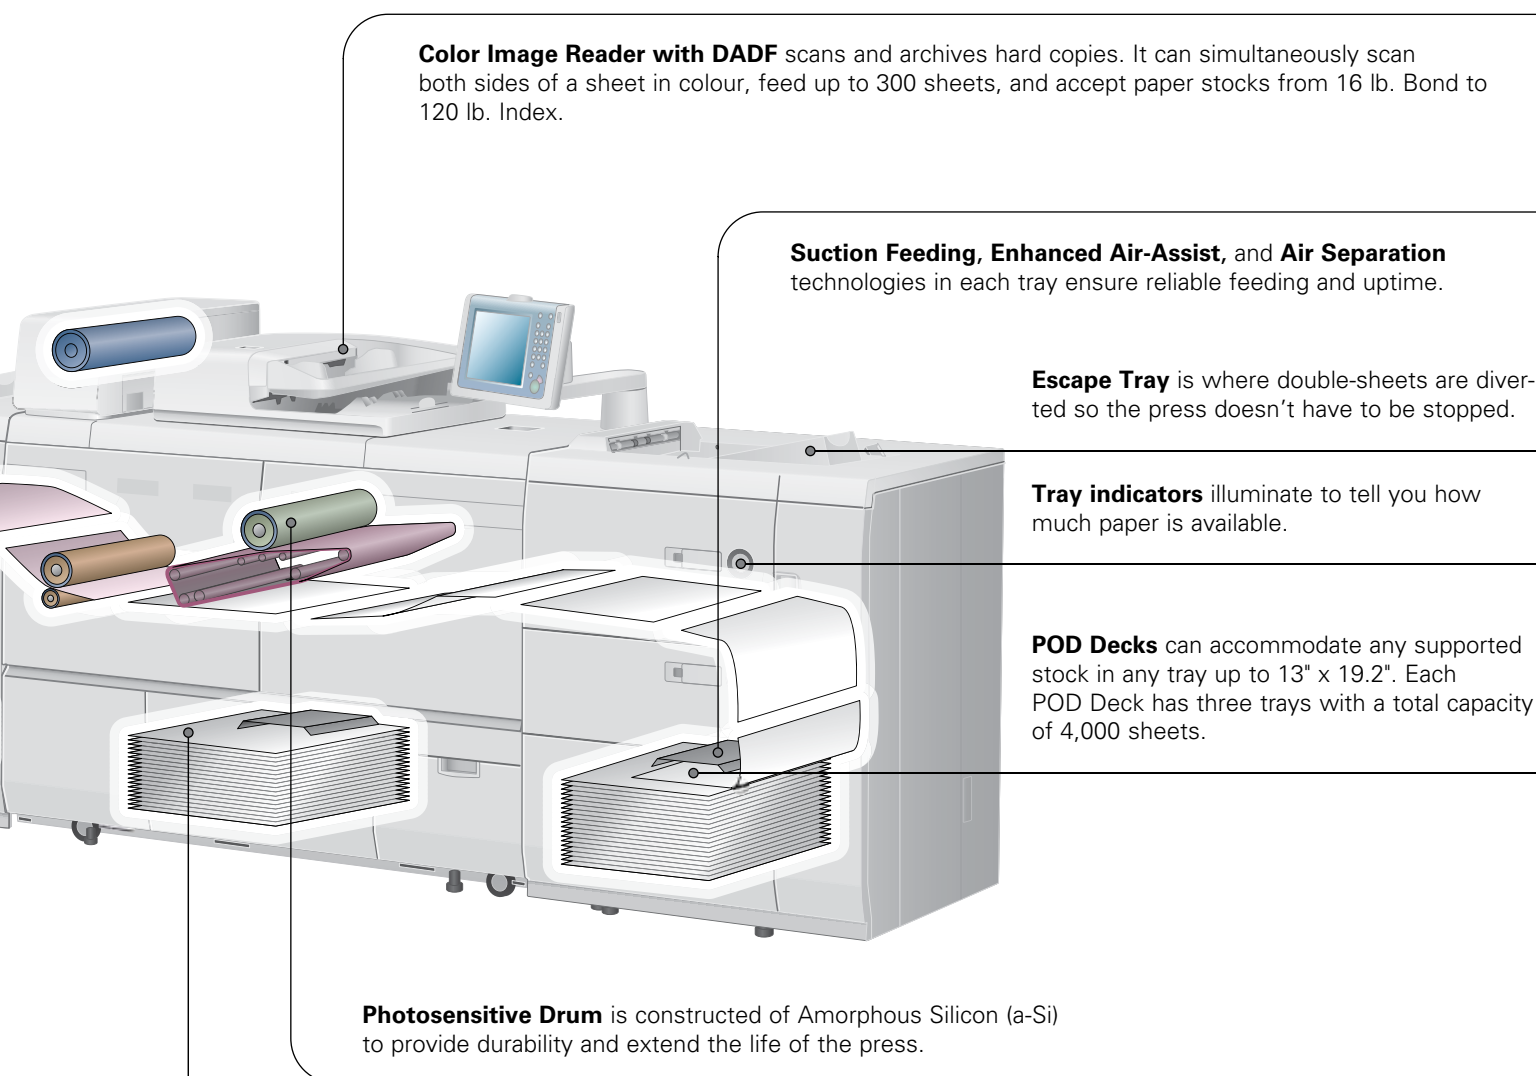 Color Image Reader with DADF scans and archives hard copies. It can simultaneously scan
both sides of a sheet in colour, feed up to 300 sheets, and accept paper stocks from 16 lb. Bond to
120 lb. Index.
Suction Feeding, Enhanced Air-Assist, and Air Separation
technologies in each tray ensure reliable feeding and uptime.
Escape Tray is where double-sheets are diver-
ted so the press doesn't have to be stopped.
Tray indicators illuminate to tell you how
much paper is available.
POD Decks can accommodate any supported
stock in any tray up to 13" x 19.2". Each
POD Deck has three trays with a total capacity
of 4,000 sheets.
Photosensitive Drum is constructed of Amorphous Silicon (a-Si)
to provide durability and extend the life of the press.